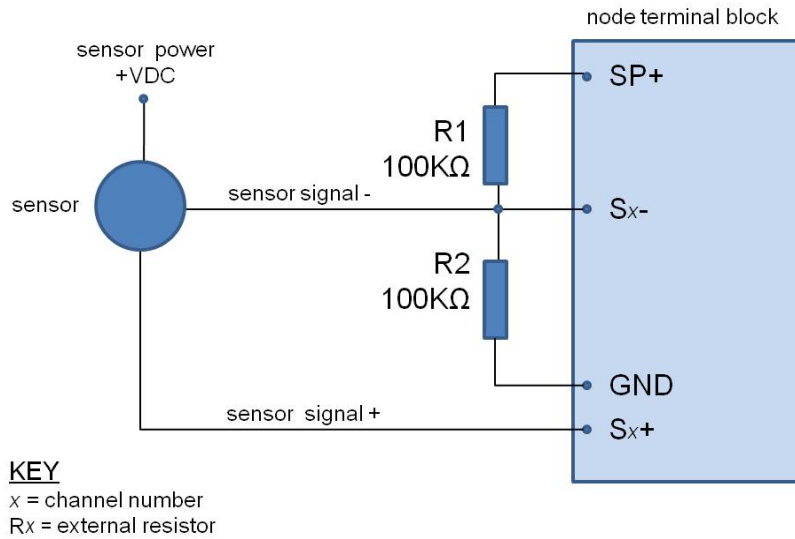 node terminal block
sensor power
+VDC
SP+
R1
100KΩ
sensor
sensor signal -
Sx-
R2
100KΩ
GND
sensor signal +
Sx+
KEY
x = channel number
Rx = external resistor